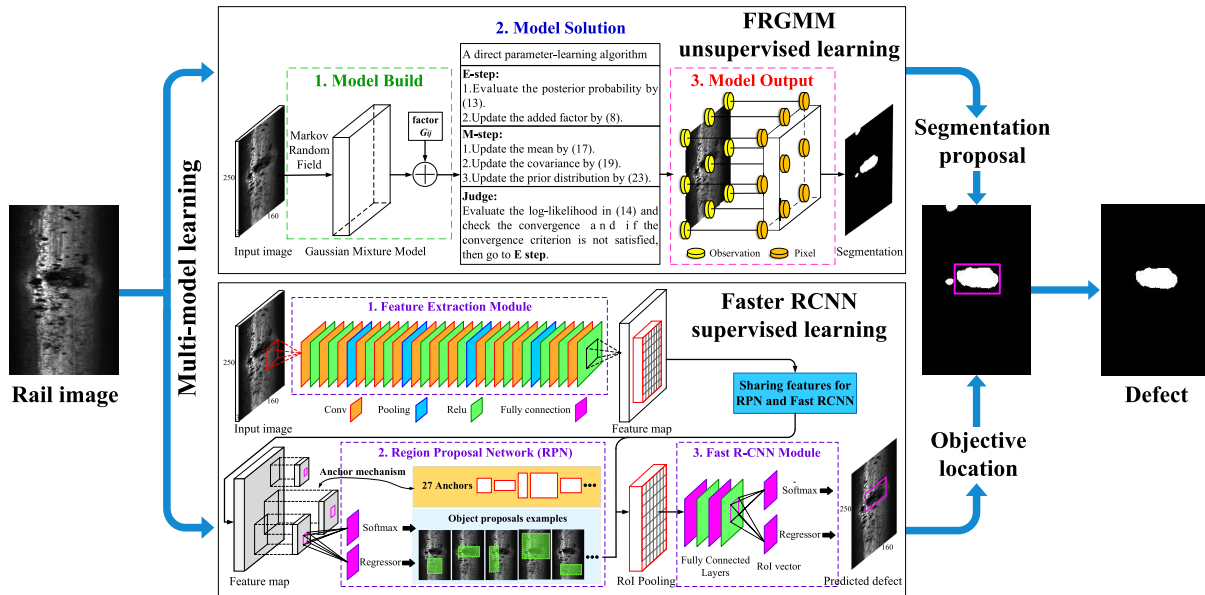 Rail image
Multi-model learning
FRGMM
unsupervised learning
2. Model Solution
1. Model Build
Markov
Random
Field
factor
Gij
250
160
Input image
Gaussian Mixture Model
A direct parameter-learning algorithm
E-step:
1.Evaluate the posterior probability by
(13).
2.Update the added factor by (8).
M-step:
1.Update the mean by (17).
2.Update the covariance by (19).
3.Update the prior distribution by (23).
Judge:
Evaluate the log-likelihood in (14) and
check the convergence and if the
convergence criterion is not satisfied,
then go to E step.
3. Model Output
Observation
Pixel
Segmentation
Segmentation
proposal
Faster RCNN
supervised learning
1. Feature Extraction Module
250
160
Input image
Conv
Pooling
Relu
Fully connection
Feature map
Sharing features for
RPN and Fast RCNN
2. Region Proposal Network (RPN)
Anchor mechanism
27 Anchors
Object proposals examples
Softmax
Regressor
Feature map
RoI Pooling
3. Fast R-CNN Module
Softmax
Regressor
Fully Connected
Layers
RoI vector
250
160
Predicted defect
Objective
location
Defect